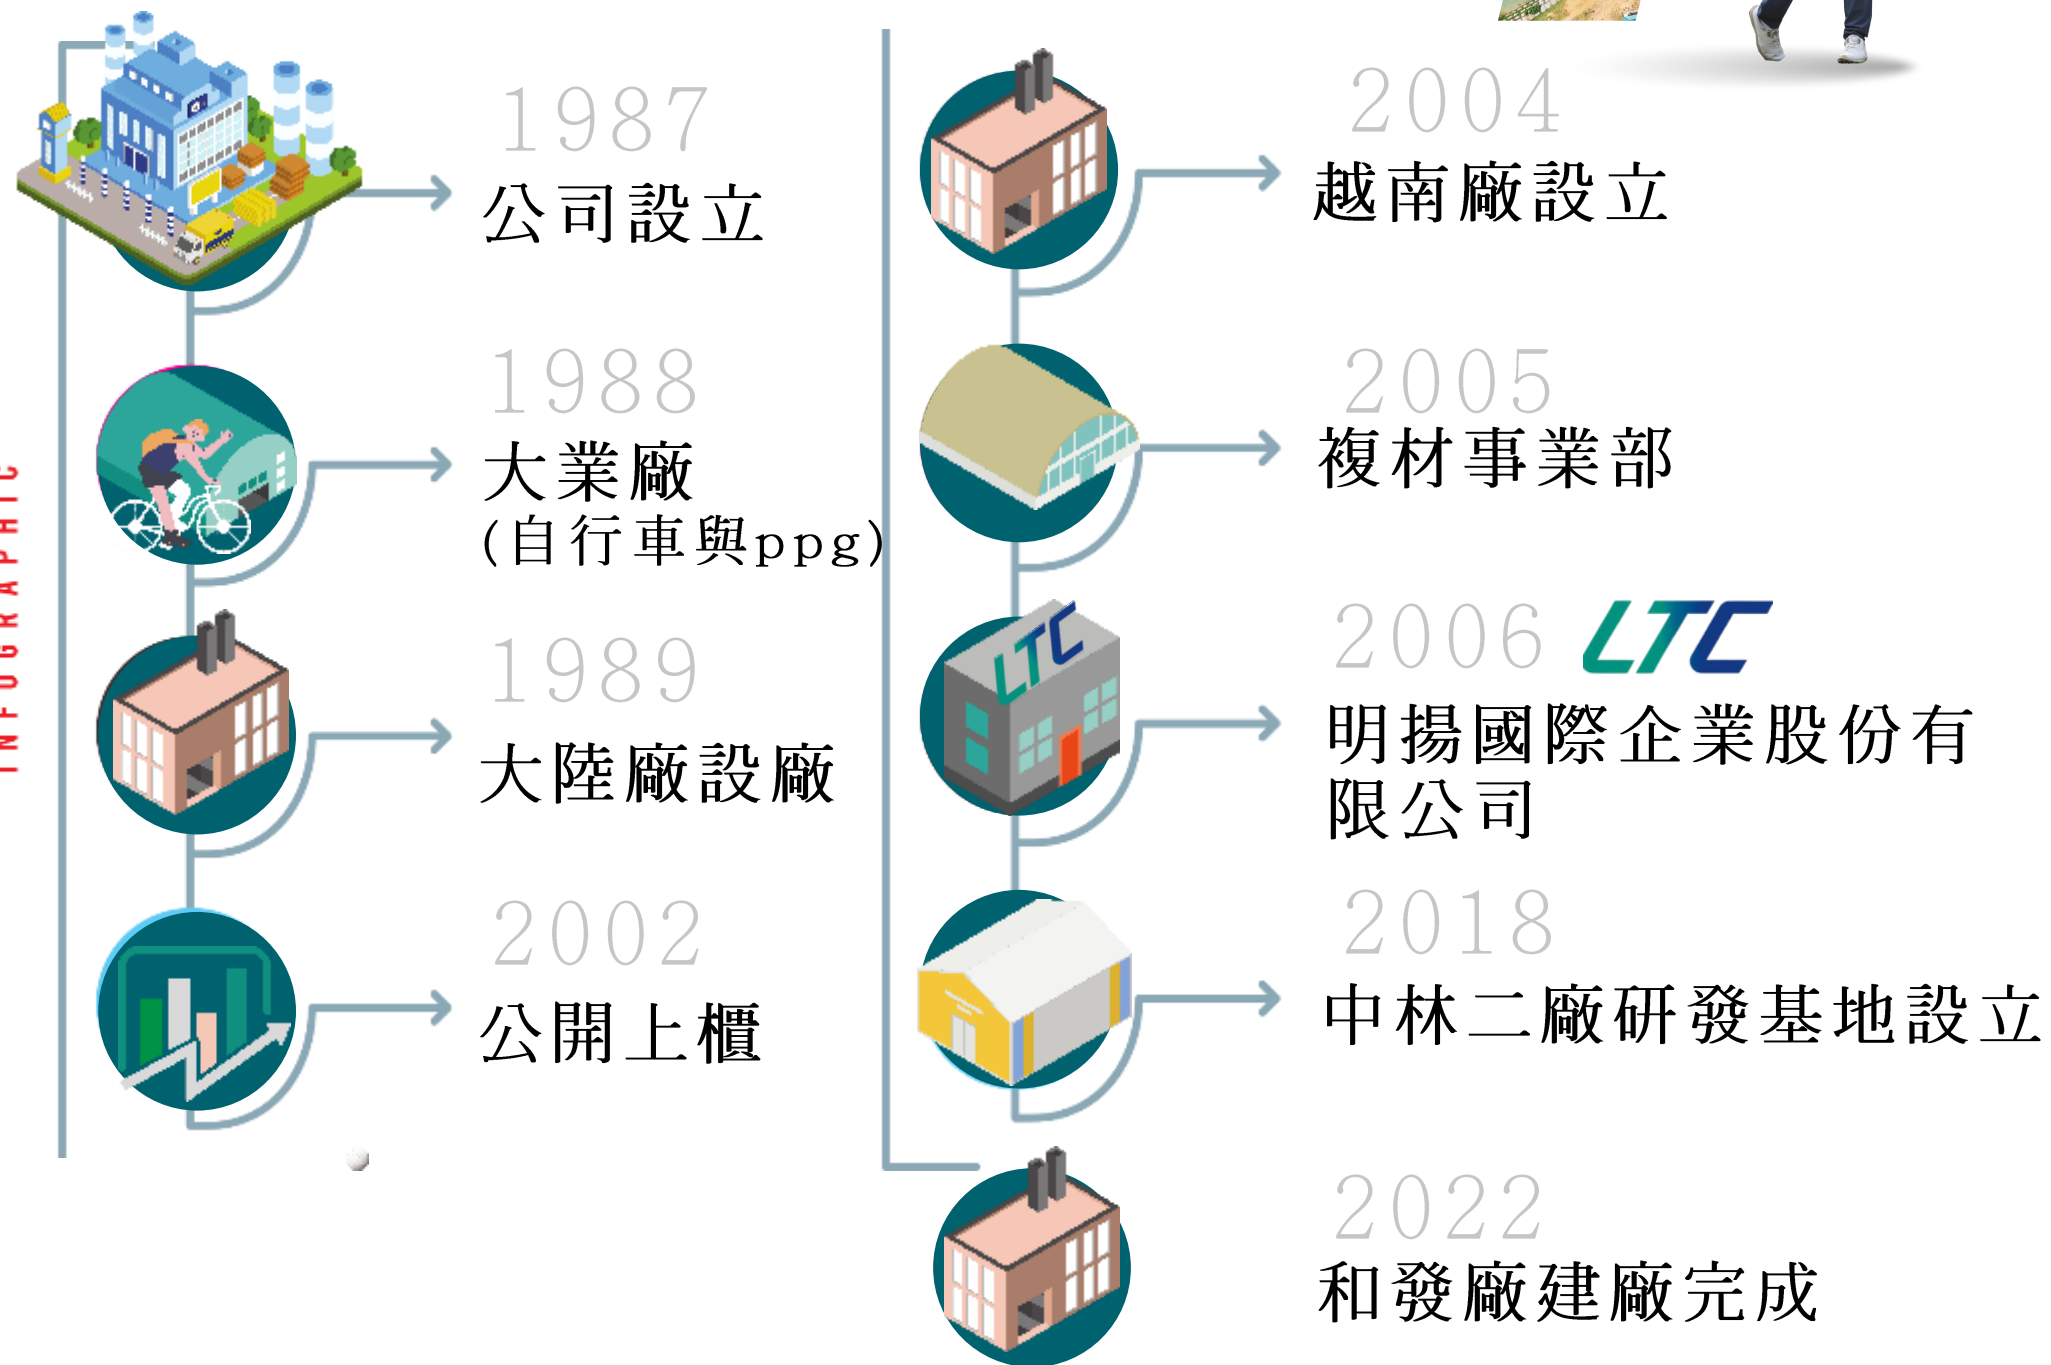 INFOGRAPHIC
1987
公司設立
1988
大業廠
(自行車與ppg)
1989
大陸廠設廠
2002
公開上櫃
2004
越南廠設立
2005
複材事業部
2006 LTC
LTC
明揚國際企業股份有
限公司
2018
中林二廠研發基地設立
2022
和發廠建廠完成